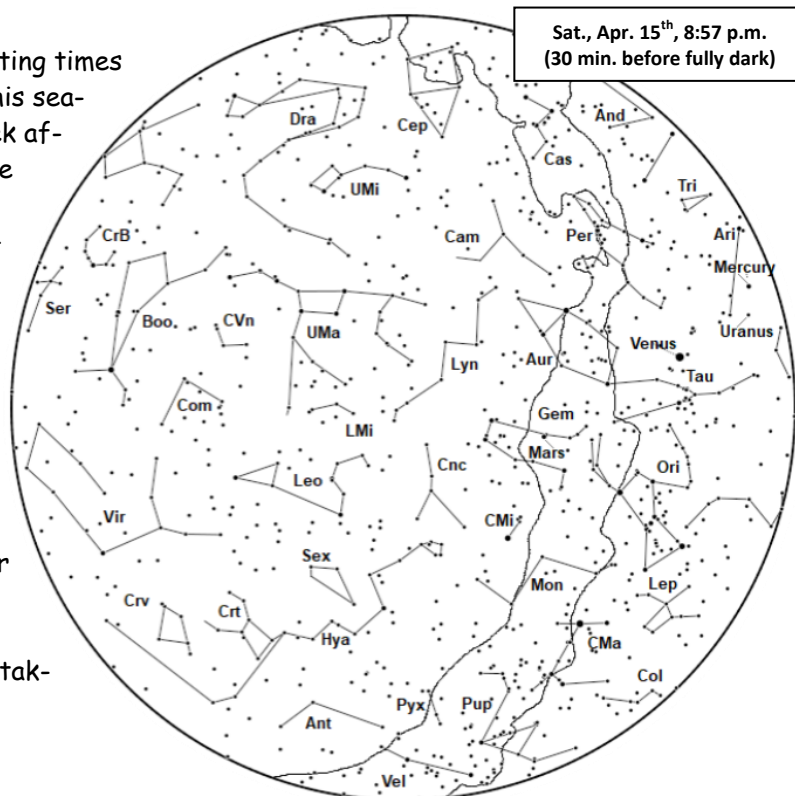 Sat., Apr. 15th, 8:57 p.m.
(30 min. before fully dark)
ting times
his sea-
ek af-
e
tak-
Dra
Cep
And
Cas
UMi
Tri
CrB
Cam
Per
Ari
Mercury
Ser
Boo
CVn
UMa
Lyn
Aur
Venus
Uranus
Tau
Com
LMi
Gem
Mars
Leo
Cnc
Ori
Vir
CMi
Sex
Mon
Lep
Crv
Crt
Hya
CMa
Col
Ant
Pyx
Pup
Vel